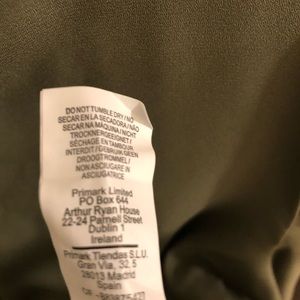 DO NOT TUMBLE DRY / NO
SECAR EN LA SECADORA / NÃO
SECAR NA MÁQUINA / NICHT
TROCKNERGEEIGNET /
SÉCHAGE EN TAMBOUR
INTERDIT / GEBRUIK GEEN
DROOGTROMMEL /
NON ASCIUGARE IN
ASCIUGATRICE
Primark Limited
PO Box 644
Arthur Ryan House
22-24 Parnell Street
Dublin 1
Ireland
Primark Tiendas S.L.U.
Gran Vía, 32, 5
28013 Madrid
Spain